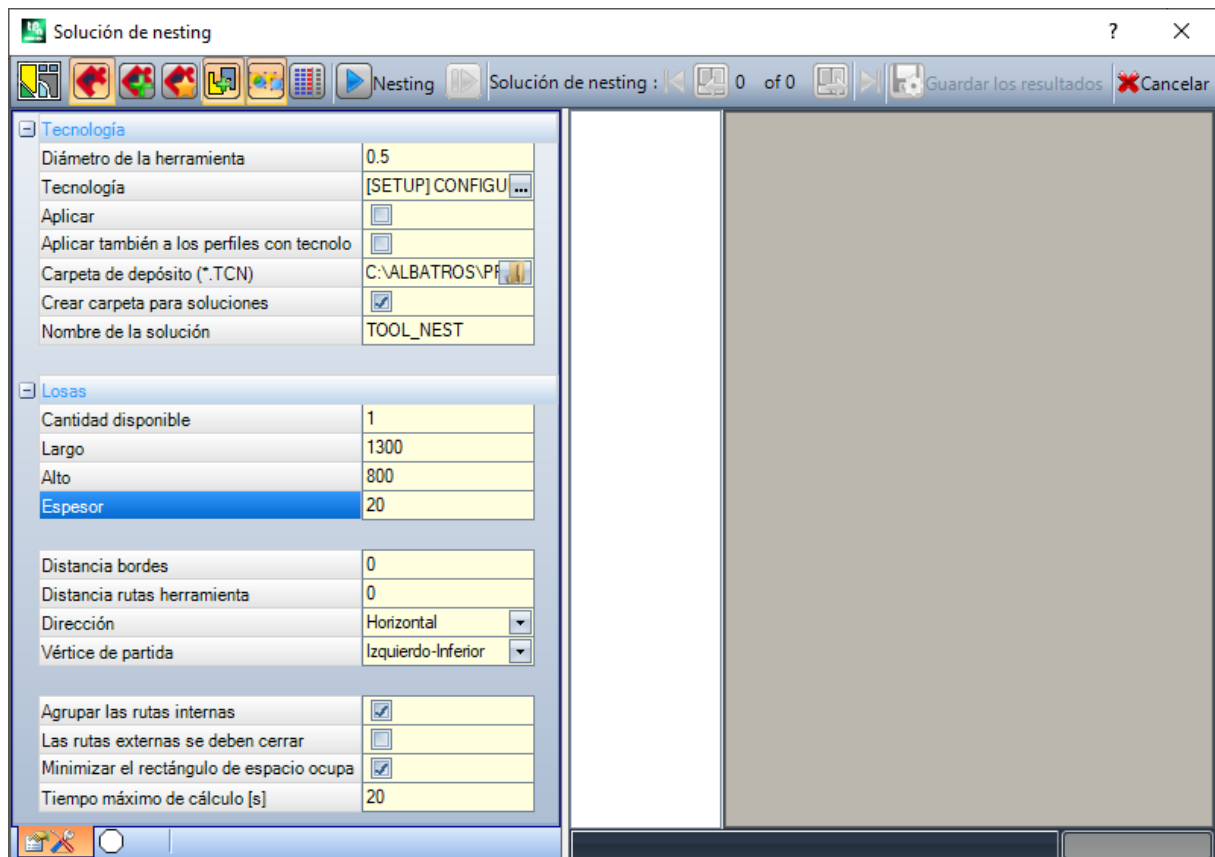 Solución de nesting ?
Nesting Solución de nesting : 0 of 0 Guardar los resultados Cancelar
Tecnología
Diámetro de la herramienta 0.5
Tecnología [SETUP] CONFIGU ...
Aplicar
Aplicar también a los perfiles con tecnolo
Carpeta de depósito (*.TCN) C:\ALBATROS\PR
Crear carpeta para soluciones
Nombre de la solución TOOL_NEST
Losas
Cantidad disponible 1
Largo 1300
Alto 800
Espesor 20
Distancia bordes 0
Distancia rutas herramienta 0
Dirección Horizontal
Vértice de partida Izquierdo-Inferior
Agrupar las rutas internas
Las rutas externas se deben cerrar
Minimizar el rectángulo de espacio ocupa
Tiempo máximo de cálculo [s] 20